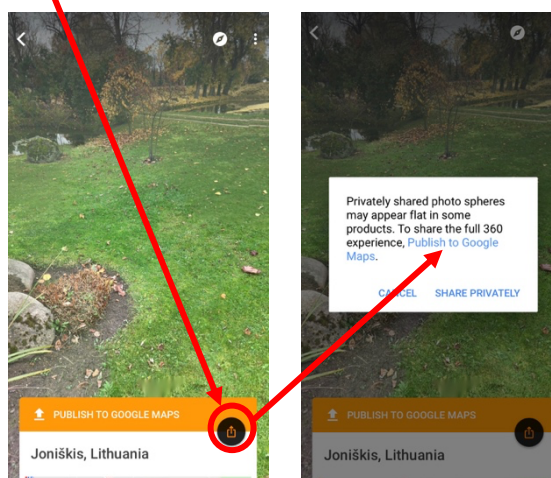 PUBLISH TO GOOGLE MAPS
Joniškis, Lithuania
Privately shared photo spheres
may appear flat in some
products. To share the full 360
experience, Publish to Google
Maps.
CANCEL SHARE PRIVATELY
PUBLISH TO GOOGLE MAPS
Joniškis, Lithuania